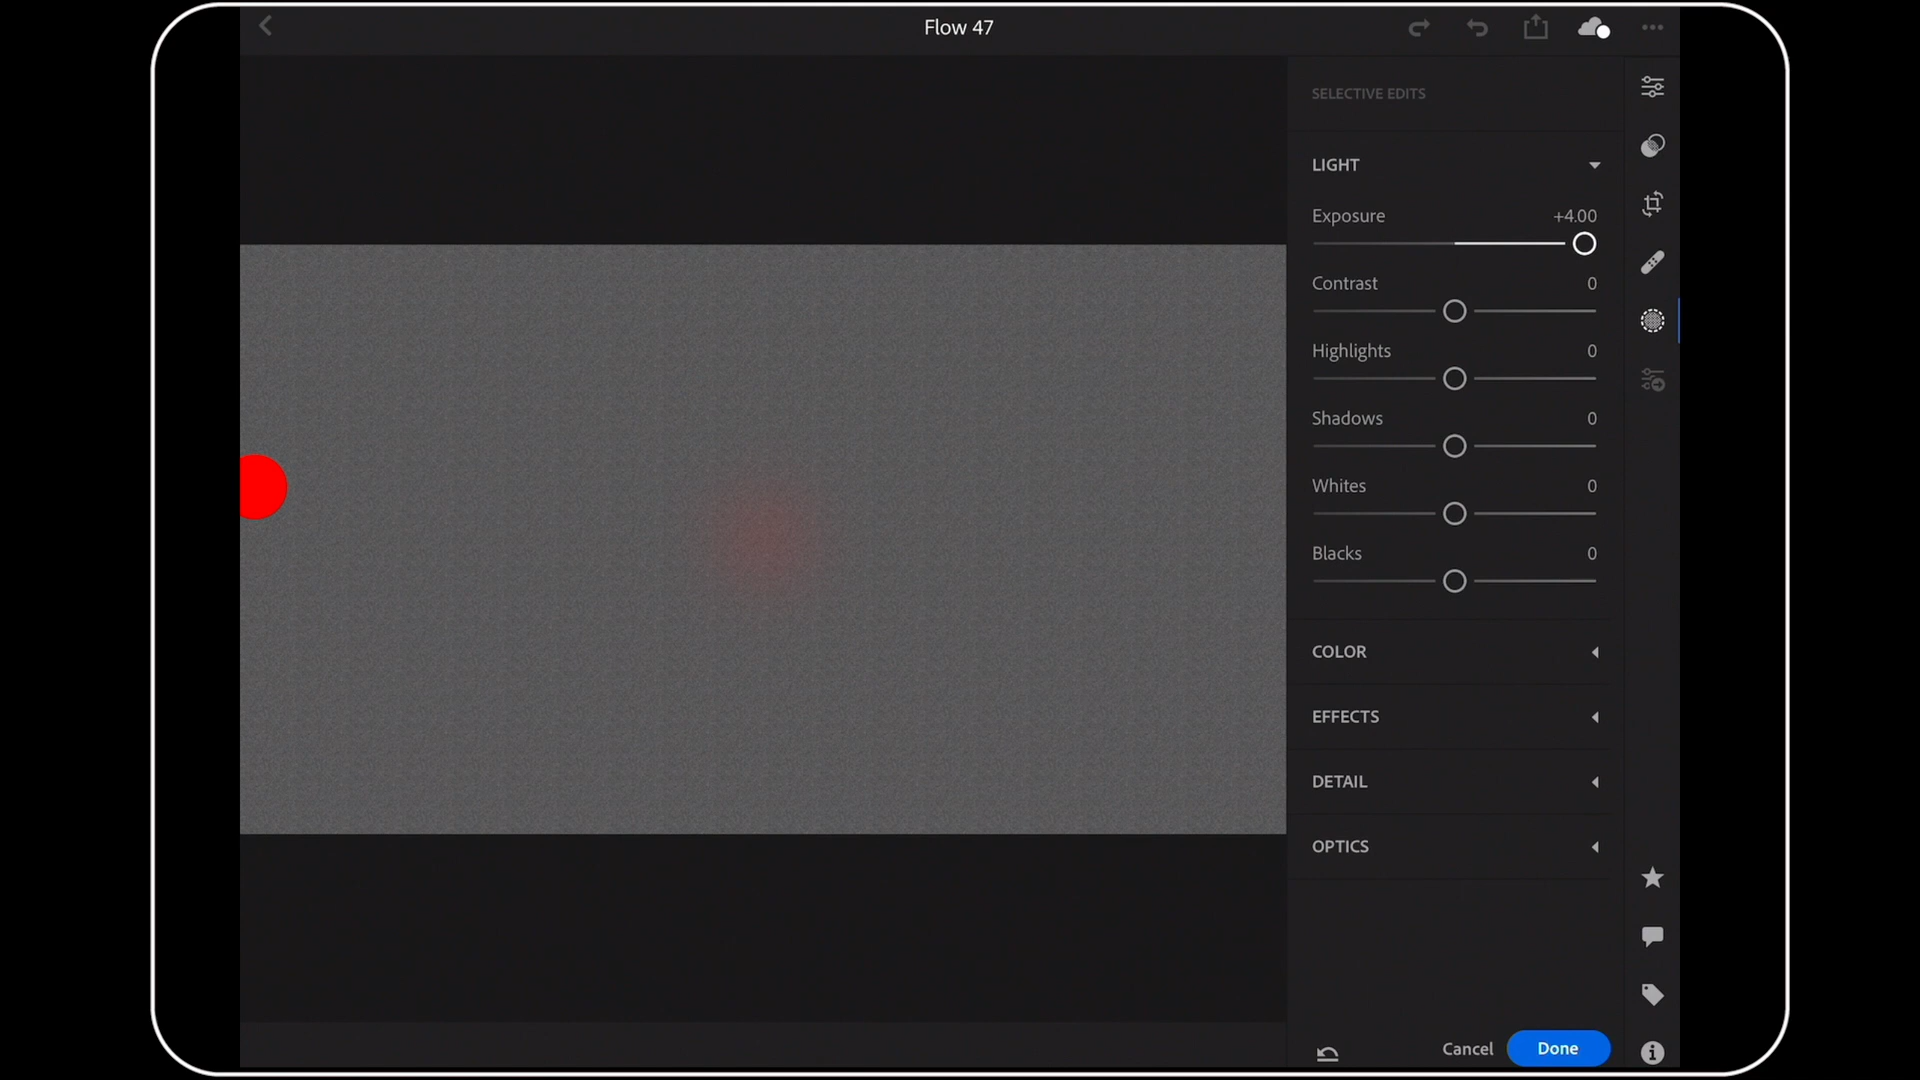 Flow 47
SELECTIVE EDITS
LIGHT
Exposure +4.00
Contrast 0
Highlights 0
Shadows 0
Whites 0
Blacks 0
COLOR
EFFECTS
DETAIL
OPTICS
Cancel Done